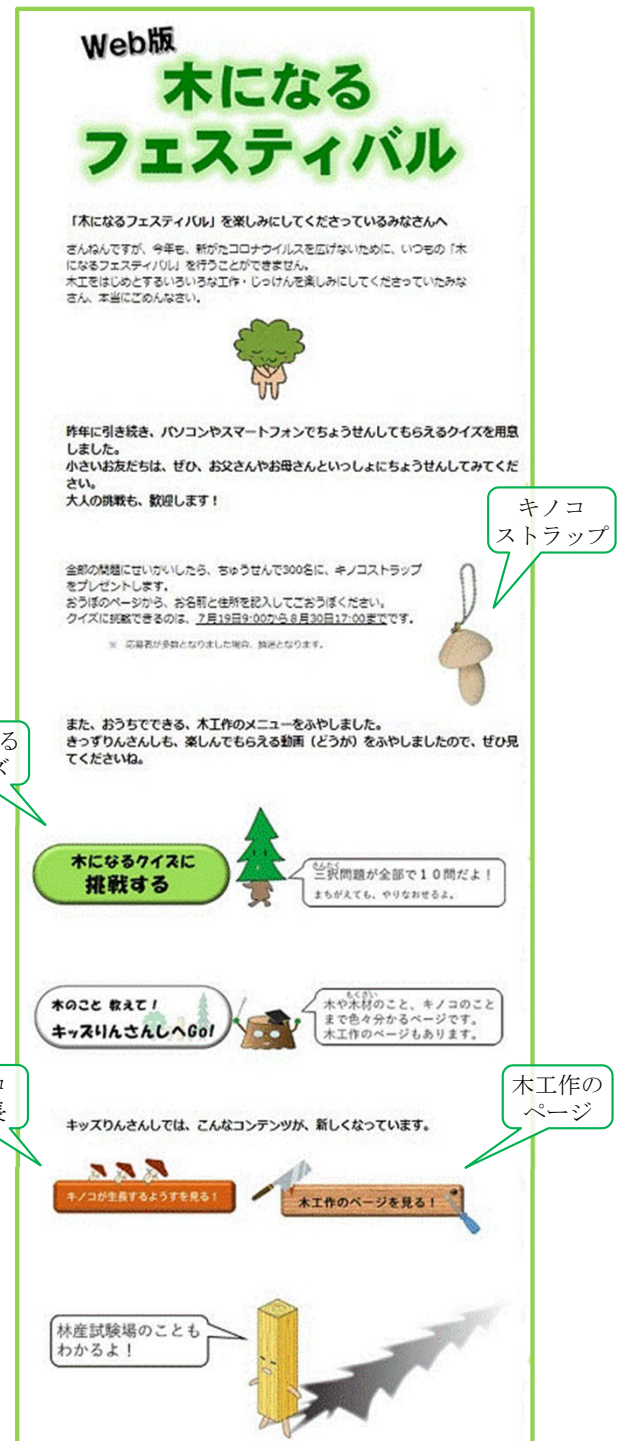 Web版
木になる
フェスティバル
「木になるフェスティバル」を楽しみにしてくださっているみなさんへ
ざんねんですが、今年も、新がたコロナウイルスを広げないために、いつもの「木
になるフェスティバル」を行うことができません。
木工をはじめとするいろいろな工作・じっけんを楽しみにしてくださっていたみな
さん、本当にごめんなさい。
昨年に引き続き、パソコンやスマートフォンでちょうせんしてもらえるクイズを用意
しました。
小さいお友だちは、ぜひ、お父さんやお母さんといっしょにちょうせんしてみてくだ
さい。
大人の挑戦も、歓迎します！
キノコ
ストラップ
全部の問題にせいかいしたら、ちゅうせんで300名に、キノコストラップ
をプレゼントします。
おうぼのページから、お名前と住所を記入してごおうぼください。
クイズに挑戦できるのは、7月19日9:00から８月30日17:00までです。
※ 応募者が多数となりました場合、抽選となります。
また、おうちでできる、木工作のメニューをふやしました。
きっずりんさんしも、楽しんでもらえる動画（どうが）をふやしましたので、ぜひ見
てくださいね。
る
ズ
木になるクイズに
挑戦する
さんたく
三択問題が全部で１０問だよ！
まちがえても、やりなおせるよ。
木のこと 教えて！
キッズりんさんしへGo!
もくざい
木や木材のこと、キノコのこと
まで色々分かるページです。
木工作のページもあります。
コ
長
木工作の
ページ
キッズりんさんしでは、こんなコンテンツが、新しくなっています。
キノコが生長するようすを見る！
木工作のページを見る！
林産試験場のことも
わかるよ！